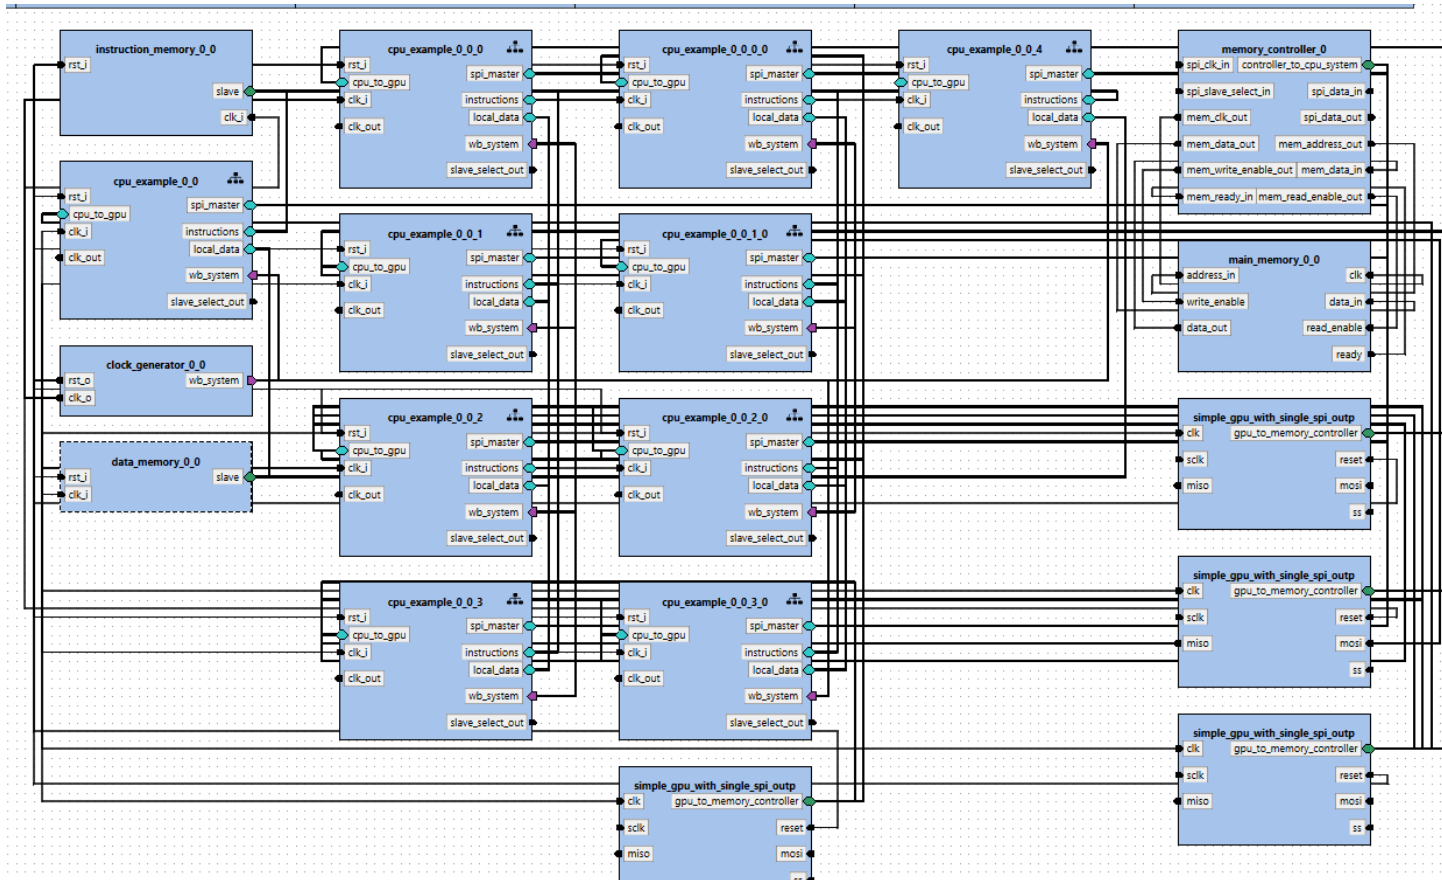 instruction_memory_0_0
rst_i
slave
clk_i
cpu_example_0_0
rst_i
spi_master
cpu_to_gpu
clk_i
instructions
local_data
clk_out
wb_system
slave_select_out
clock_generator_0_0
rst_o
wb_system
clk_o
data_memory_0_0
rst_i
slave
clk_i
cpu_example_0_0_0
rst_i
spi_master
cpu_to_gpu
clk_i
instructions
local_data
clk_out
wb_system
slave_select_out
cpu_example_0_0_1
rst_i
spi_master
cpu_to_gpu
clk_i
instructions
local_data
clk_out
wb_system
slave_select_out
cpu_example_0_0_2
rst_i
spi_master
cpu_to_gpu
clk_i
instructions
local_data
clk_out
wb_system
slave_select_out
cpu_example_0_0_3
rst_i
spi_master
cpu_to_gpu
clk_i
instructions
local_data
clk_out
wb_system
slave_select_out
cpu_example_0_0_0_0
rst_i
spi_master
cpu_to_gpu
clk_i
instructions
local_data
clk_out
wb_system
slave_select_out
cpu_example_0_0_1_0
rst_i
spi_master
cpu_to_gpu
clk_i
instructions
local_data
clk_out
wb_system
slave_select_out
cpu_example_0_0_2_0
rst_i
spi_master
cpu_to_gpu
clk_i
instructions
local_data
clk_out
wb_system
slave_select_out
cpu_example_0_0_3_0
rst_i
spi_master
cpu_to_gpu
clk_i
instructions
local_data
clk_out
wb_system
slave_select_out
simple_gpu_with_single_spi_outp
clk gpu_to_memory_controller
sclk reset
miso mosi
ss
cpu_example_0_0_4
rst_i
spi_master
cpu_to_gpu
clk_i
instructions
local_data
clk_out
wb_system
slave_select_out
memory_controller_0
spi_clk_in controller_to_cpu_system
spi_slave_select_in spi_data_in
mem_clk_out spi_data_out
mem_data_out mem_address_out
mem_write_enable_out mem_data_in
mem_ready_in mem_read_enable_out
main_memory_0_0
address_in clk
write_enable data_in
data_out read_enable
ready
simple_gpu_with_single_spi_outp
clk gpu_to_memory_controller
sclk reset
miso mosi
ss
simple_gpu_with_single_spi_outp
clk gpu_to_memory_controller
sclk reset
miso mosi
ss
simple_gpu_with_single_spi_outp
clk gpu_to_memory_controller
sclk reset
miso mosi
ss